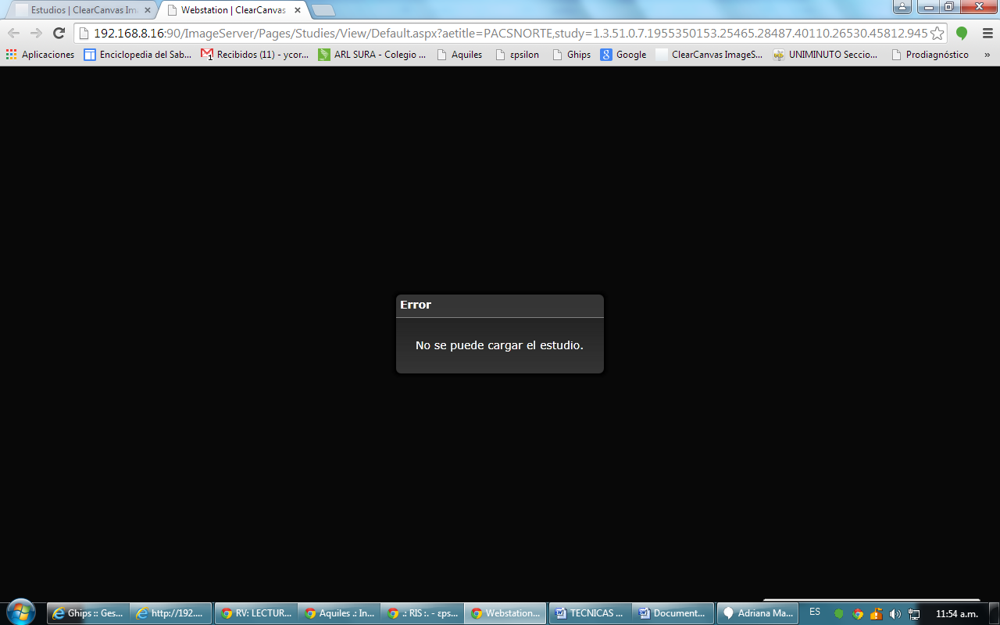 Estudios | ClearCanvas Im
Webstation | ClearCanvas
192.168.8.16:90/ImageServer/Pages/Studies/View/Default.aspx?aetitle=PACSNORTE,study=1.3.51.0.7.1955350153.25465.28487.40110.26530.45812.945
Aplicaciones
Enciclopedia del Sab...
Recibidos (11) - ycor...
ARL SURA - Colegio ...
Aquiles
εpsilon
Ghips
Google
ClearCanvas ImageS...
UNIMINUTO Seccio...
Prodiagnóstico
»
Error
No se puede cargar el estudio.
Ghips :: Ges...
http://192....
RV: LECTUR...
Aquiles .: In...
.: RIS :. - εps...
Webstation...
TECNICAS ...
Document...
Adriana Ma...
ES
11:54 a.m.